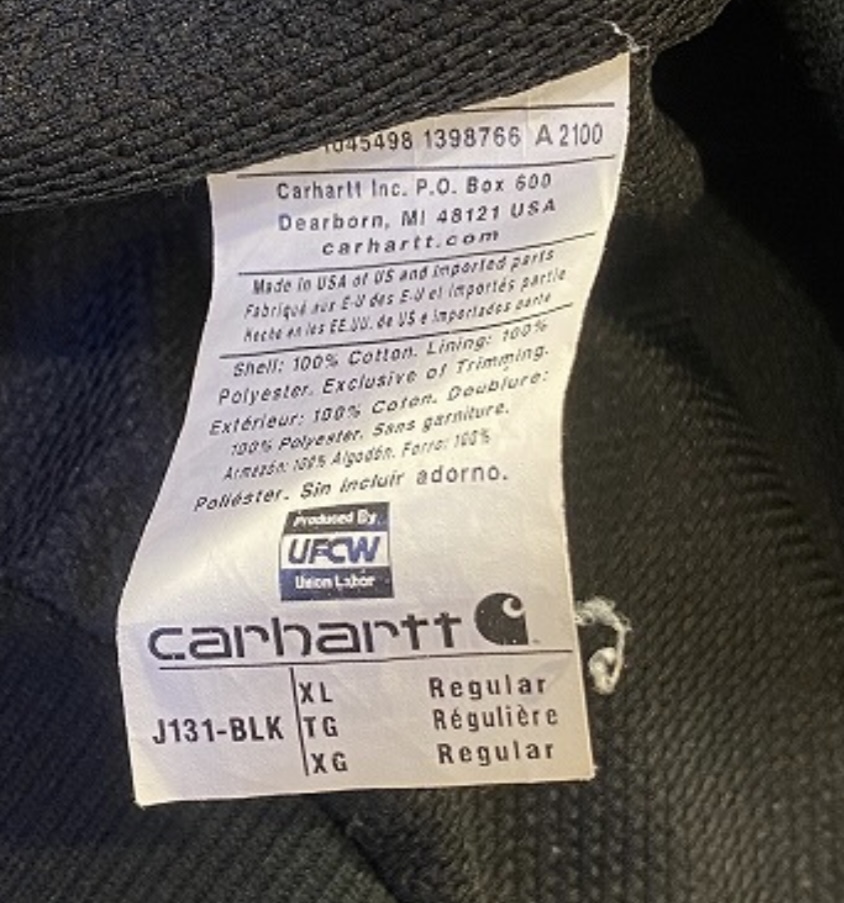 1045498 1398766 A 2100
Carhartt Inc. P.O. Box 600
Dearborn, MI 48121 USA
carhartt.com
Made in USA of US and imported parts
Fabriqué aux E-U des E-U et importés partie
Hecho en les EE.UU. de US e importados parte
Shell: 100% Cotton. Lining: 100%
Polyester. Exclusive of Trimming.
Extérieur: 100% Coton. Doublure:
100% Polyester. Sans garniture.
Armazón: 100% Algodón. Forro: 100%
Poliéster. Sin incluir adorno.
Produced By
UFCW
Union Labor
carhartt
XL Regular
J131-BLK TG Régulière
XG Regular